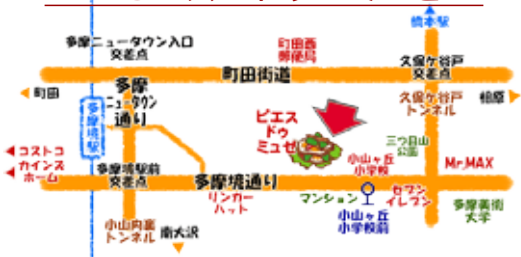 橋本駅
多摩ニュータウン入口
交差点
町田西
郵便局
久保ヶ谷戸
交差点
町田街道
町田
多摩
ニュータウン
通り
久保ケ谷戸
トンネル
相原
多摩境駅
ピエス
ドゥ
ミュゼ
三つ目山
公園
コストコ
カインズ
ホーム
多摩境駅前
交差点
小山ヶ丘
小学校
Mr.MAX
多摩境通り
リンガー
ハット
マンション
セブン
イレブン
小山ヶ丘
小学校前
多摩美術
大学
小山内裏
トンネル
南大沢